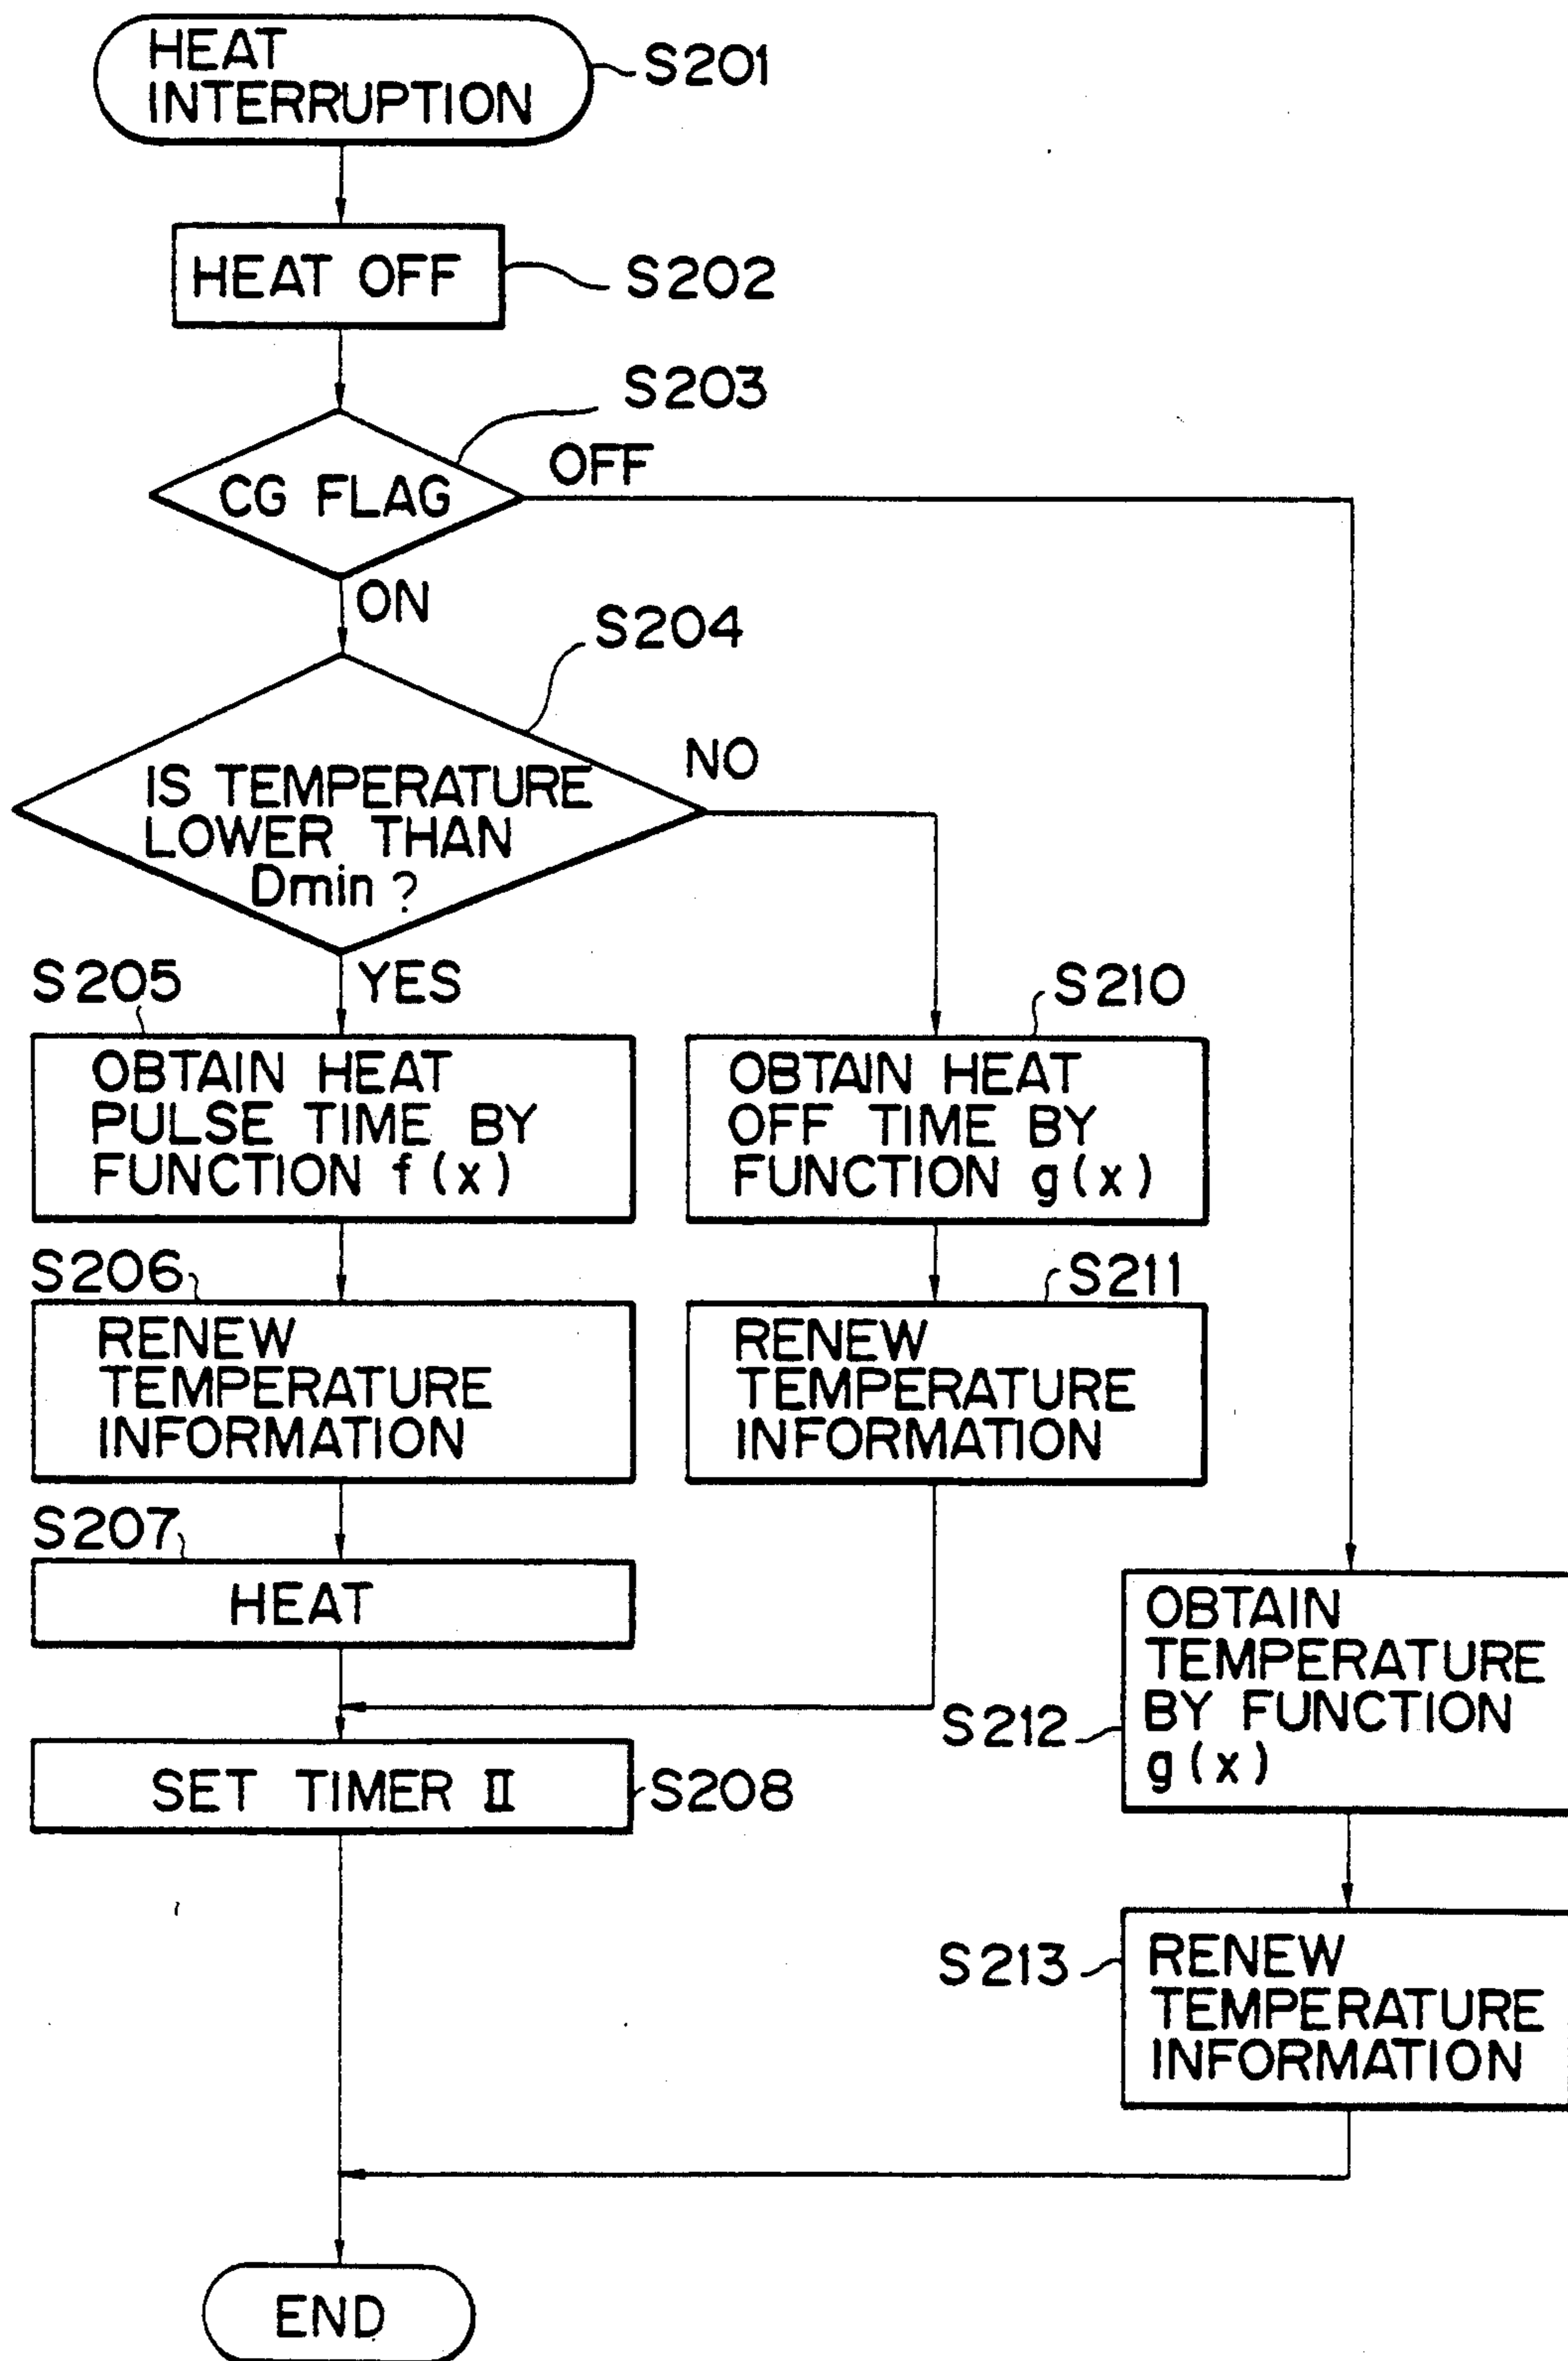 HEAT
INTERRUPTION
S201
HEAT OFF
S202
S203
CG FLAG
OFF
ON
S204
IS TEMPERATURE
LOWER THAN
Dmin ?
NO
YES
S205
OBTAIN HEAT
PULSE TIME BY
FUNCTION f(x)
S210
OBTAIN HEAT
OFF TIME BY
FUNCTION g(x)
S206
RENEW
TEMPERATURE
INFORMATION
S211
RENEW
TEMPERATURE
INFORMATION
S207
HEAT
S212
OBTAIN
TEMPERATURE
BY FUNCTION
g(x)
SET TIMER II
S208
S213
RENEW
TEMPERATURE
INFORMATION
END